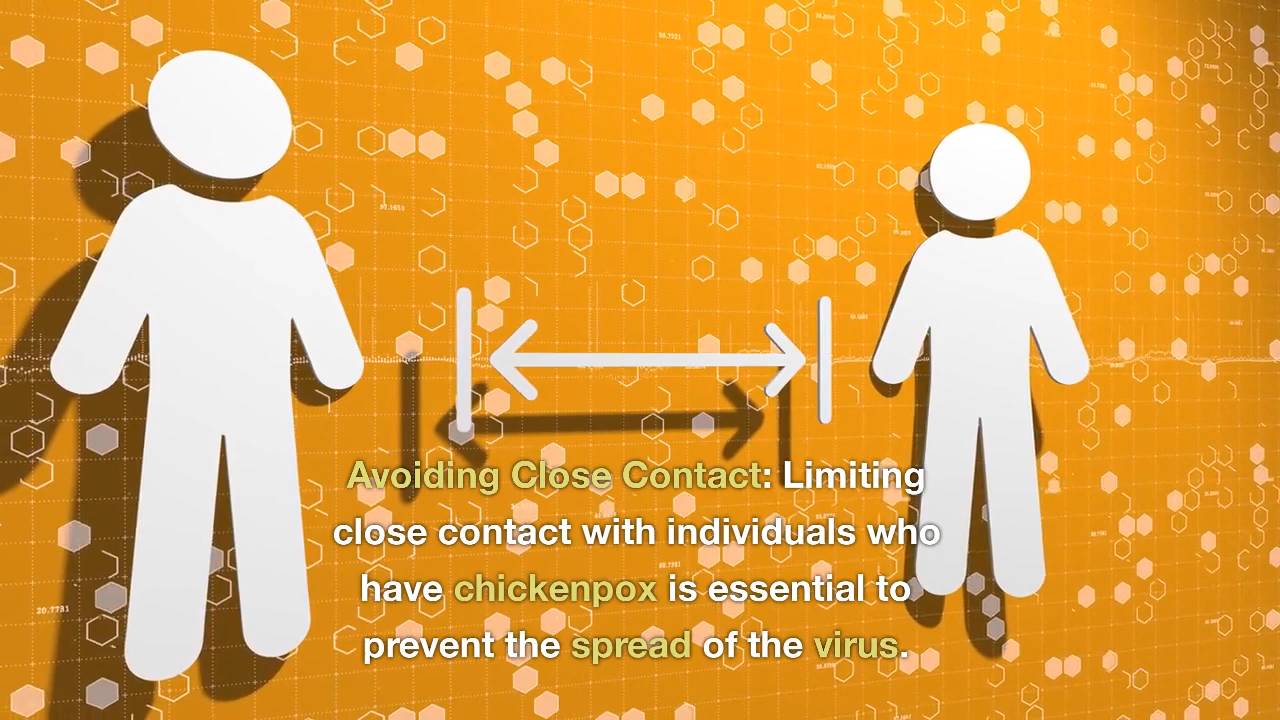 Avoiding Close Contact: Limiting
close contact with individuals who
have chickenpox is essential to
prevent the spread of the virus.